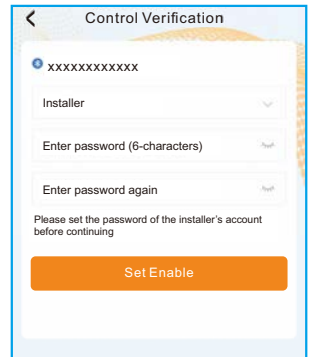 Control Verification
xxxxxxxxxxxx
Installer
Enter password (6-characters)
Enter password again
Please set the password of the installer's account
before continuing
Set Enable